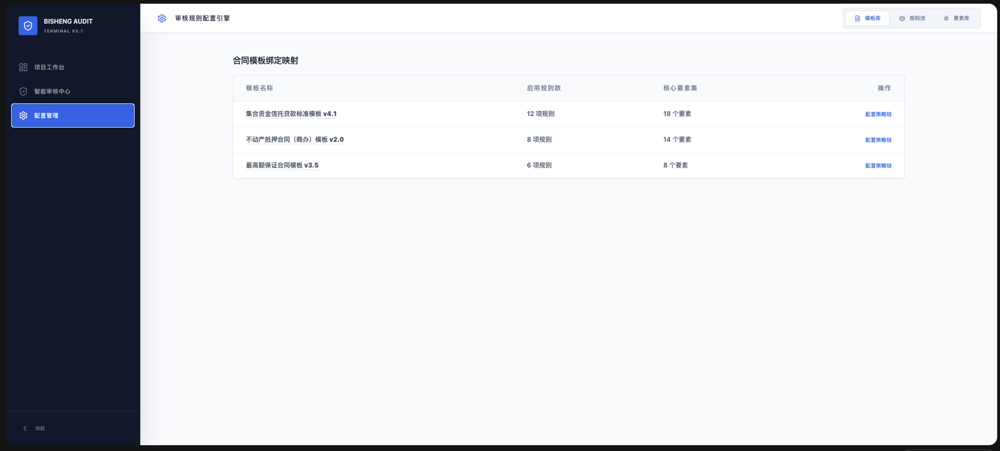 BISHENG AUDIT
TERMINAL V5.7
项目工作台
智能审核中心
配置管理
收起
审核规则配置引擎
模板库 规则池 要素库
合同模板绑定映射
模板名称 启用规则数 核心要素集 操作
集合资金信托贷款标准模板 v4.1 12 项规则 18 个要素 配置策略链
不动产抵押合同（商办）模板 v2.0 8 项规则 14 个要素 配置策略链
最高额保证合同模板 v3.5 6 项规则 8 个要素 配置策略链